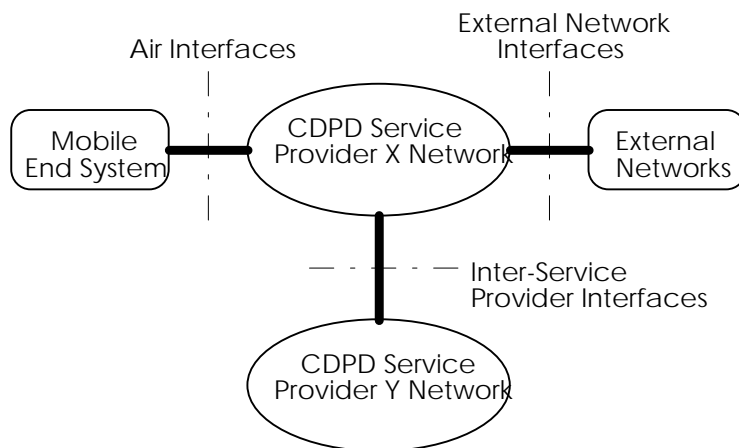 Air Interfaces
External Network
Interfaces
Mobile
End System
CDPD Service
Provider X Network
External
Networks
Inter-Service
Provider Interfaces
CDPD Service
Provider Y Network